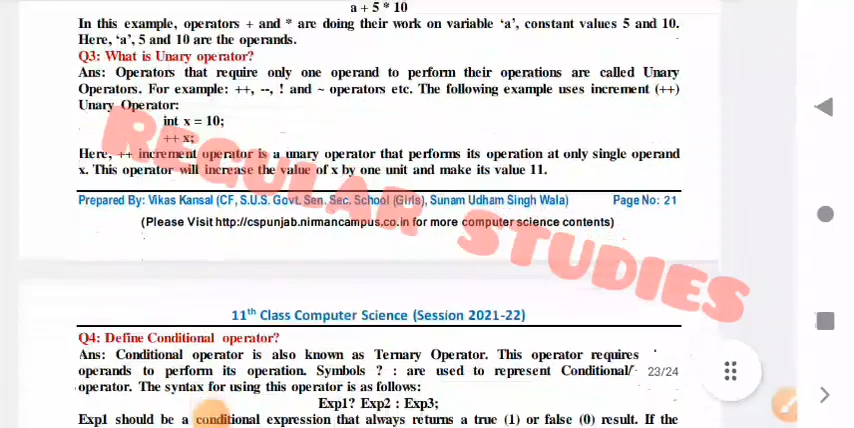 a + 5 * 10
In this example, operators + and * are doing their work on variable ‘a’, constant values 5 and 10.
Here, ‘a’, 5 and 10 are the operands.
Q3: What is Unary operator?
Ans: Operators that require only one operand to perform their operations are called Unary
Operators. For example: ++, --, ! and ~ operators etc. The following example uses increment (++)
Unary Operator:
int x = 10;
++ x;
Here, ++ increment operator is a unary operator that performs its operation at only single operand
x. This operator will increase the value of x by one unit and make its value 11.
Prepared By: Vikas Kansal (CF, S.U.S. Govt. Sen. Sec. School (Girls), Sunam Udham Singh Wala) Page No: 21
(Please Visit http://cspunjab.nirmancampus.co.in for more computer science contents)
REGULAR STUDIES
11th Class Computer Science (Session 2021-22)
Q4: Define Conditional operator?
Ans: Conditional operator is also known as Ternary Operator. This operator requires
operands to perform its operation. Symbols ? : are used to represent Conditional/
23/24
operator. The syntax for using this operator is as follows:
Exp1? Exp2 : Exp3;
Exp1 should be a conditional expression that always returns a true (1) or false (0) result. If the